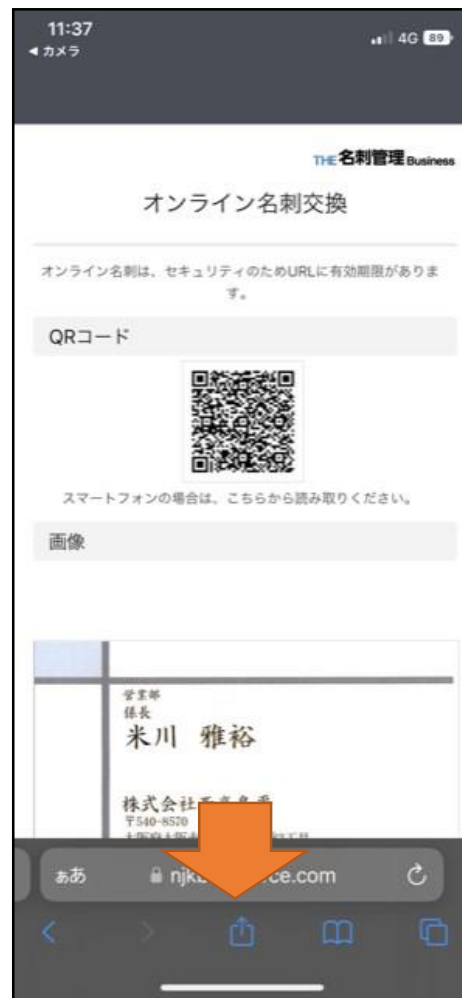 11:37
4G 89
◀ カメラ
THE 名刺管理 Business
オンライン名刺交換
オンライン名刺は、セキュリティのためURLに有効期限がありま
す。
QRコード
スマートフォンの場合は、こちらから読み取りください。
画像
営業部
係長
米川 雅裕
株式会社
〒540-8520
ぁあ
.com